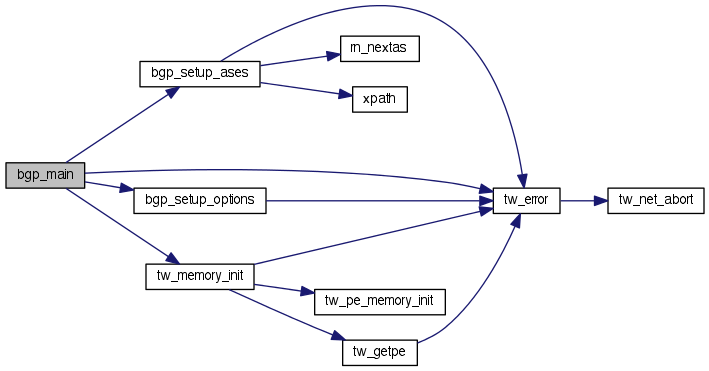 rn_nextas
bgp_setup_ases
xpath
bgp_main
bgp_setup_options
tw_error
tw_net_abort
tw_memory_init
tw_pe_memory_init
tw_getpe